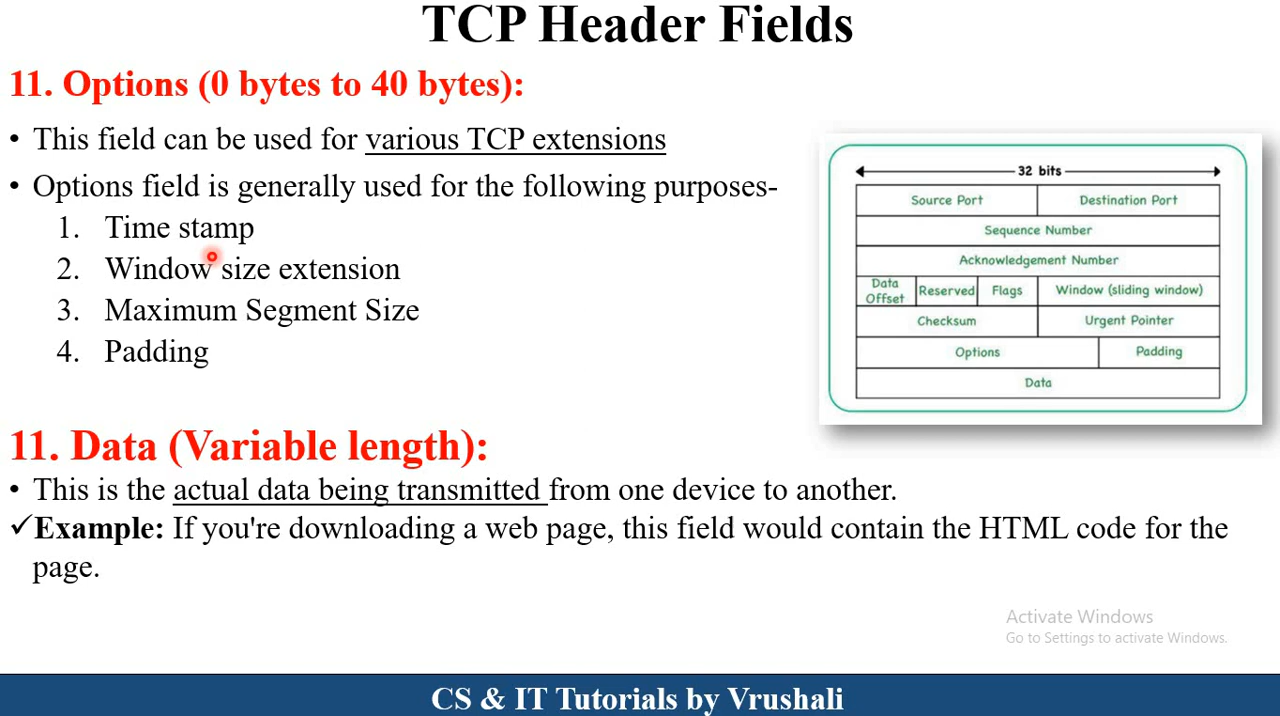 TCP Header Fields
11. Options (0 bytes to 40 bytes):
• This field can be used for various TCP extensions
• Options field is generally used for the following purposes-
1. Time stamp
2. Window size extension
3. Maximum Segment Size
4. Padding
32 bits
Source Port Destination Port
Sequence Number
Acknowledgement Number
Data Offset Reserved Flags Window (sliding window)
Checksum Urgent Pointer
Options Padding
Data
11. Data (Variable length):
• This is the actual data being transmitted from one device to another.
✓Example: If you're downloading a web page, this field would contain the HTML code for the
page.
Activate Windows
Go to Settings to activate Windows.
CS & IT Tutorials by Vrushali